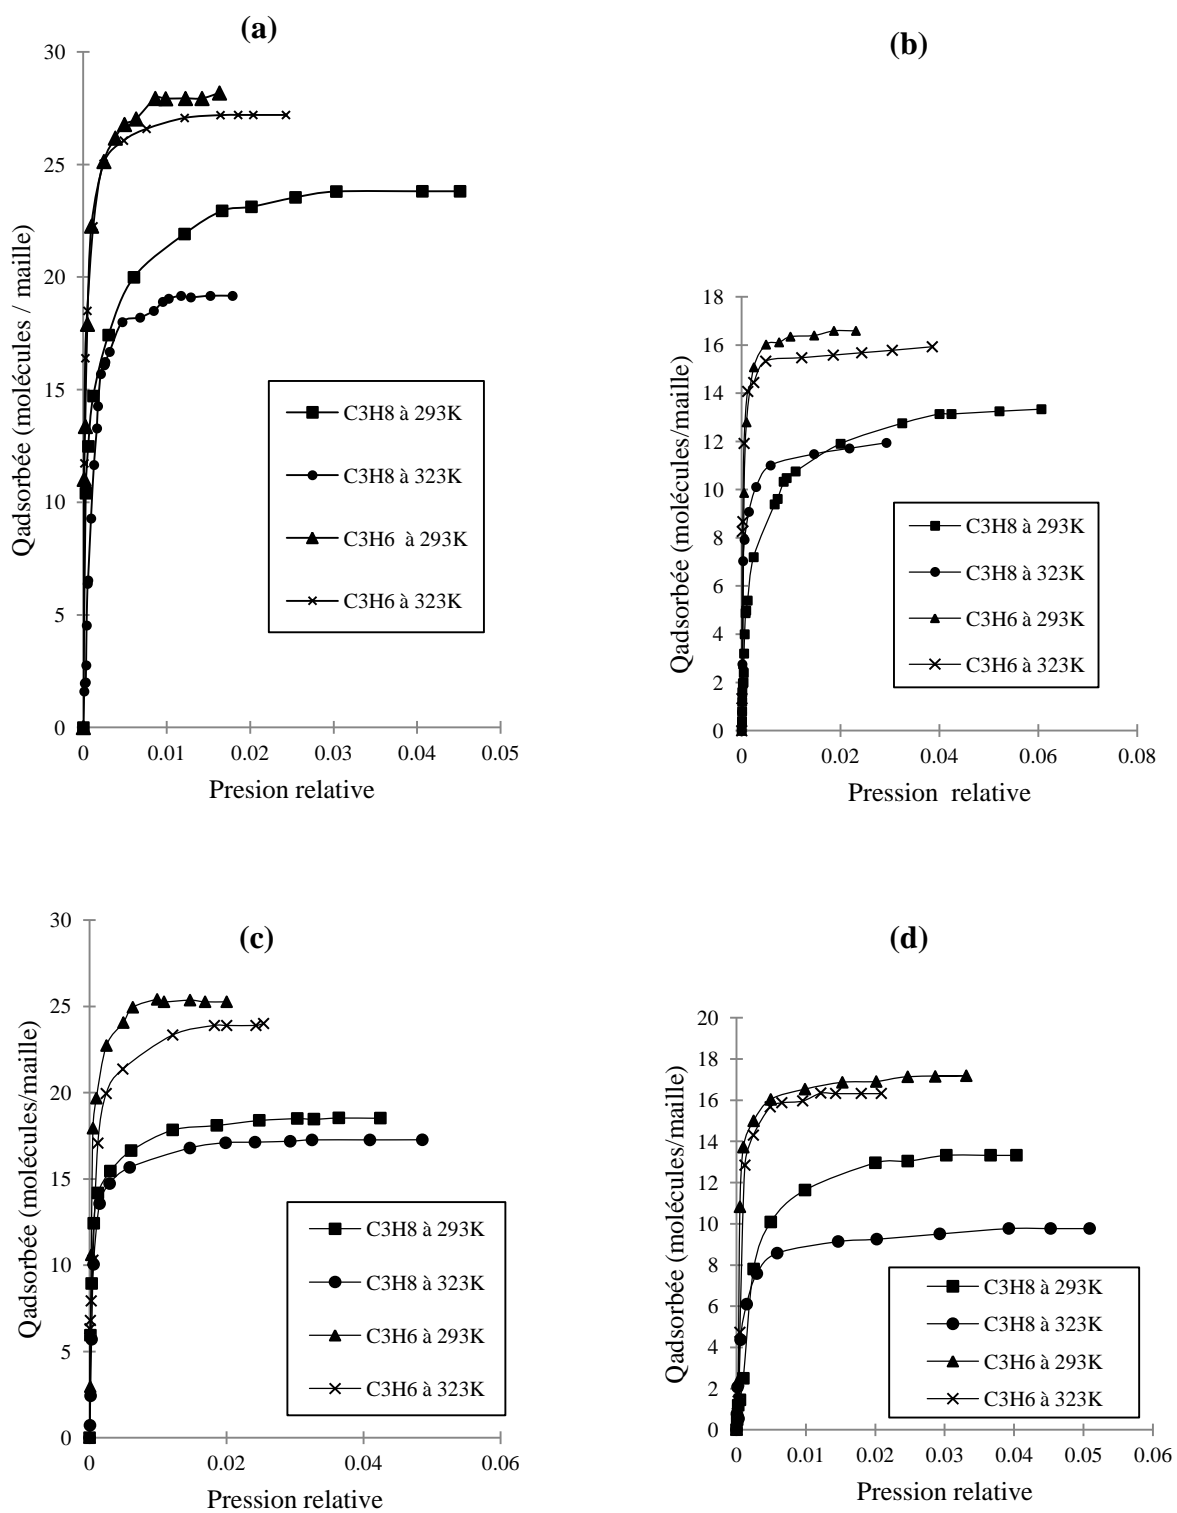 (a)
30
25
20
15
10
5
0
0 0.01 0.02 0.03 0.04 0.05
Qadsorbée (molécules / maille)
Presion relative
C3H8 à 293K
C3H8 à 323K
C3H6 à 293K
C3H6 à 323K
(b)
18
16
14
12
10
8
6
4
2
0
0 0.02 0.04 0.06 0.08
Qadsorbée (molécules/maille)
Pression relative
C3H8 à 293K
C3H8 à 323K
C3H6 à 293K
C3H6 à 323K
(c)
30
25
20
15
10
5
0
0 0.02 0.04 0.06
Qadsorbée (molécules/maille)
Pression relative
C3H8 à 293K
C3H8 à 323K
C3H6 à 293K
C3H6 à 323K
(d)
20
18
16
14
12
10
8
6
4
2
0
0 0.01 0.02 0.03 0.04 0.05 0.06
Qadsorbée (molécules/maille)
Pression relative
C3H8 à 293K
C3H8 à 323K
C3H6 à 293K
C3H6 à 323K